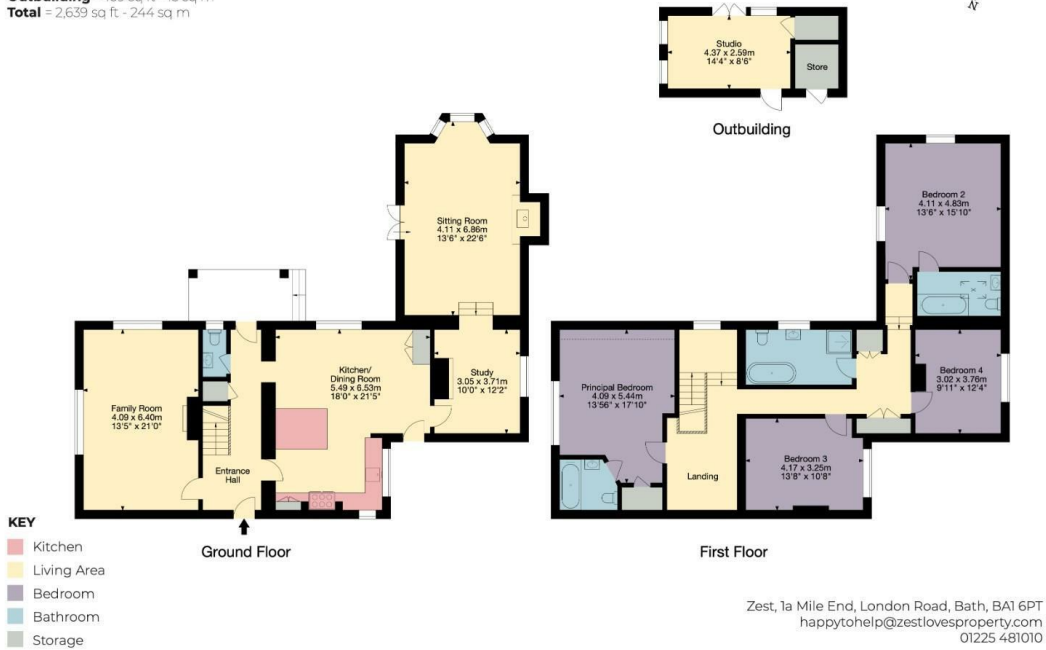 Total = 2,639 sq ft - 244 sq m
N
Studio
4.37 x 2.59m
14'4" x 8'6"
Store
Outbuilding
Sitting Room
4.11 x 6.86m
13'6" x 22'6"
Bedroom 2
4.11 x 4.83m
13'6" x 15'10"
Family Room
4.09 x 6.40m
13'5" x 21'0"
Entrance
Hall
Kitchen/
Dining Room
5.49 x 6.53m
18'0" x 21'5"
Study
3.05 x 3.71m
10'0" x 12'2"
Principal Bedroom
4.09 x 5.44m
13'56" x 17'10"
Landing
Bedroom 3
4.17 x 3.25m
13'8" x 10'8"
Bedroom 4
3.02 x 3.76m
9'11" x 12'4"
Ground Floor
First Floor
KEY
Kitchen
Living Area
Bedroom
Bathroom
Storage
Zest, 1a Mile End, London Road, Bath, BA1 6PT
happytohelp@zestlovesproperty.com
01225 481010